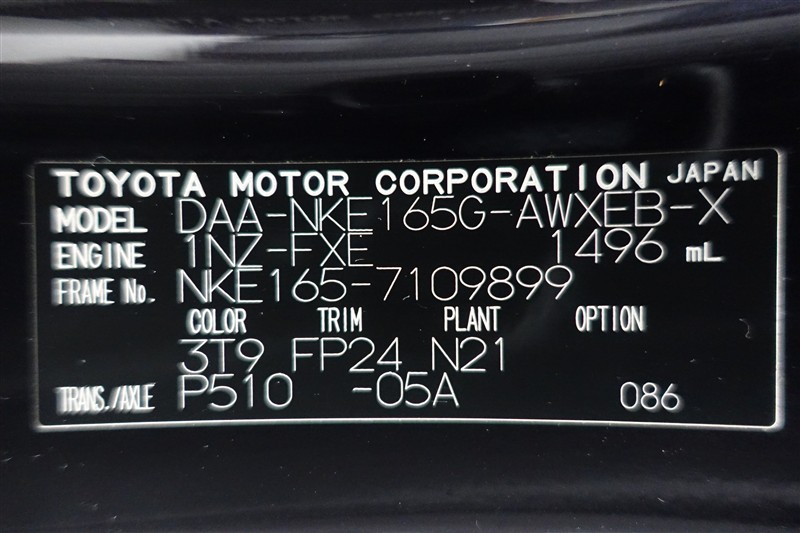 TOYOTA MOTOR CORPORATION JAPAN
MODEL DAA-NKE165G-AWXEB-X
ENGINE 1NZ-FXE 1496 mL
FRAME No. NKE165-7109899
COLOR TRIM PLANT OPTION
3T9 FP24 N21
TRANS./AXLE P510 -05A 086